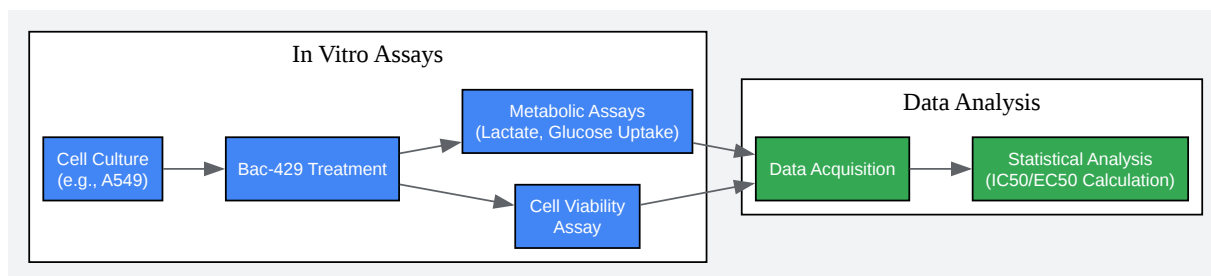 In Vitro Assays
Cell Culture
(e.g., A549)
Bac-429 Treatment
Metabolic Assays
(Lactate, Glucose Uptake)
Cell Viability
Assay
Data Analysis
Data Acquisition
Statistical Analysis
(IC50/EC50 Calculation)